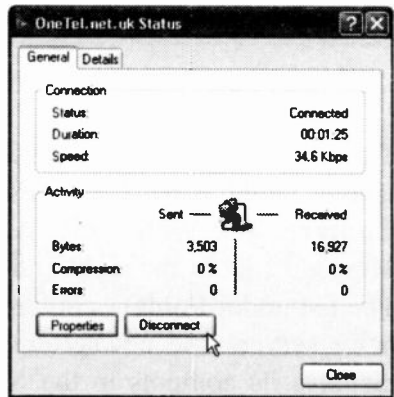 OneTel.net.uk Status
General Details
Connection
Status: Connected
Duration: 00:01.25
Speed: 34.6 Kbps
Activity
Sent Received
Bytes: 3,503 16,927
Compression: 0 % 0 %
Errors: 0 0
Properties Disconnect
Close